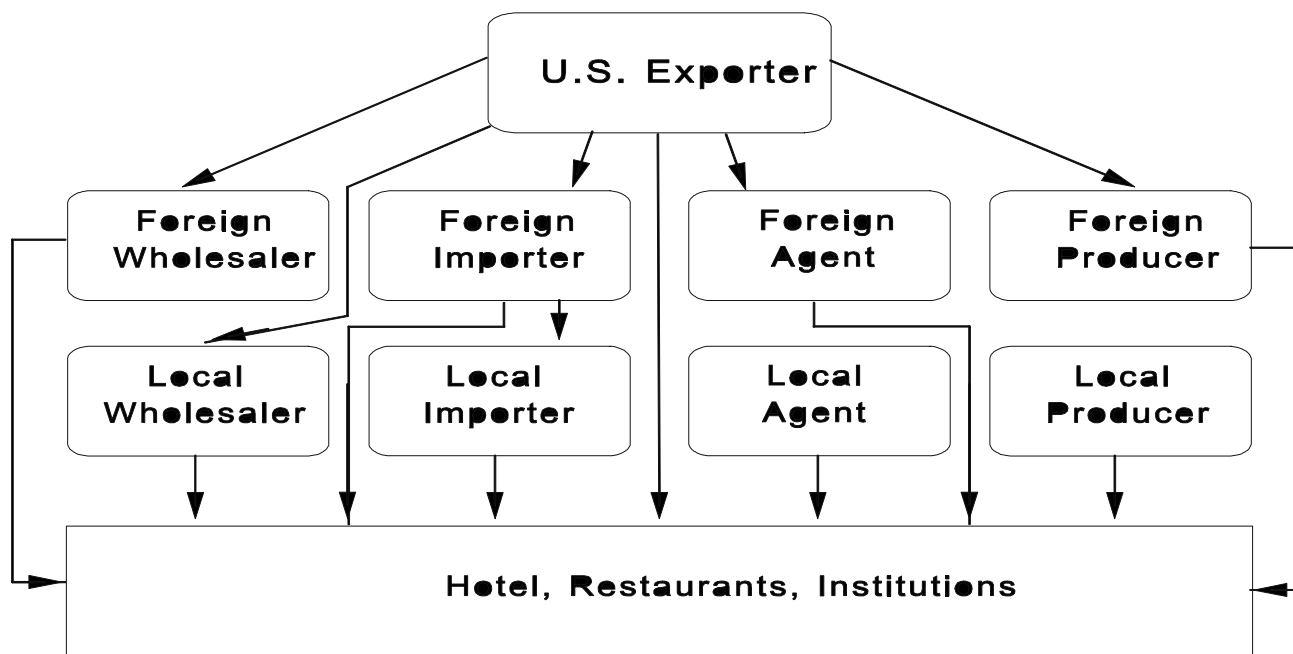 U.S. Exporter
Foreign
Wholesaler
Foreign
Importer
Foreign
Agent
Foreign
Producer
Local
Wholesaler
Local
Importer
Local
Agent
Local
Producer
Hotel, Restaurants, Institutions